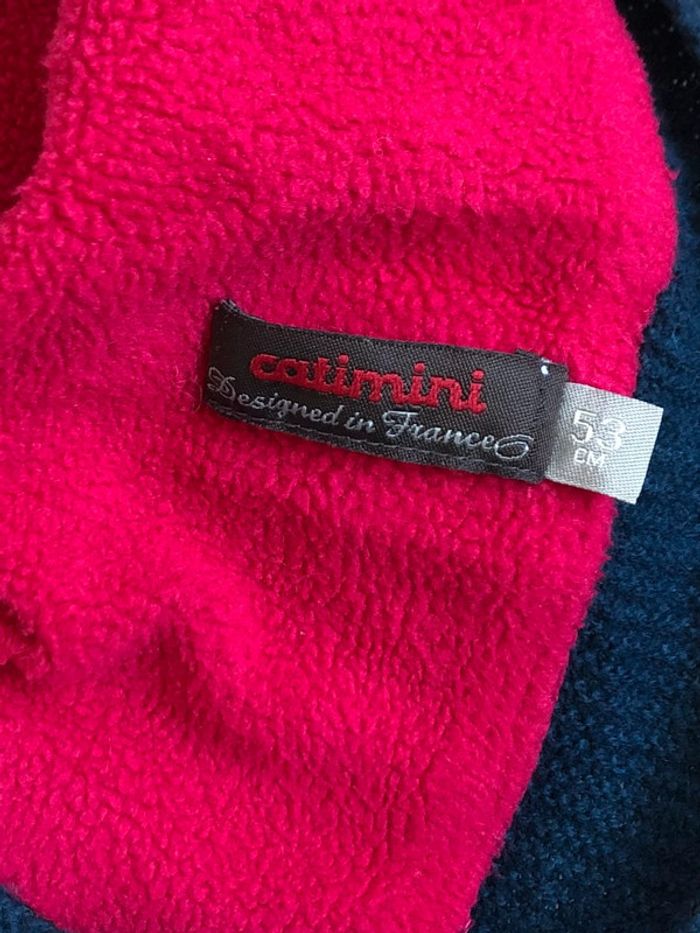 catimini
Designed in France
53
CM